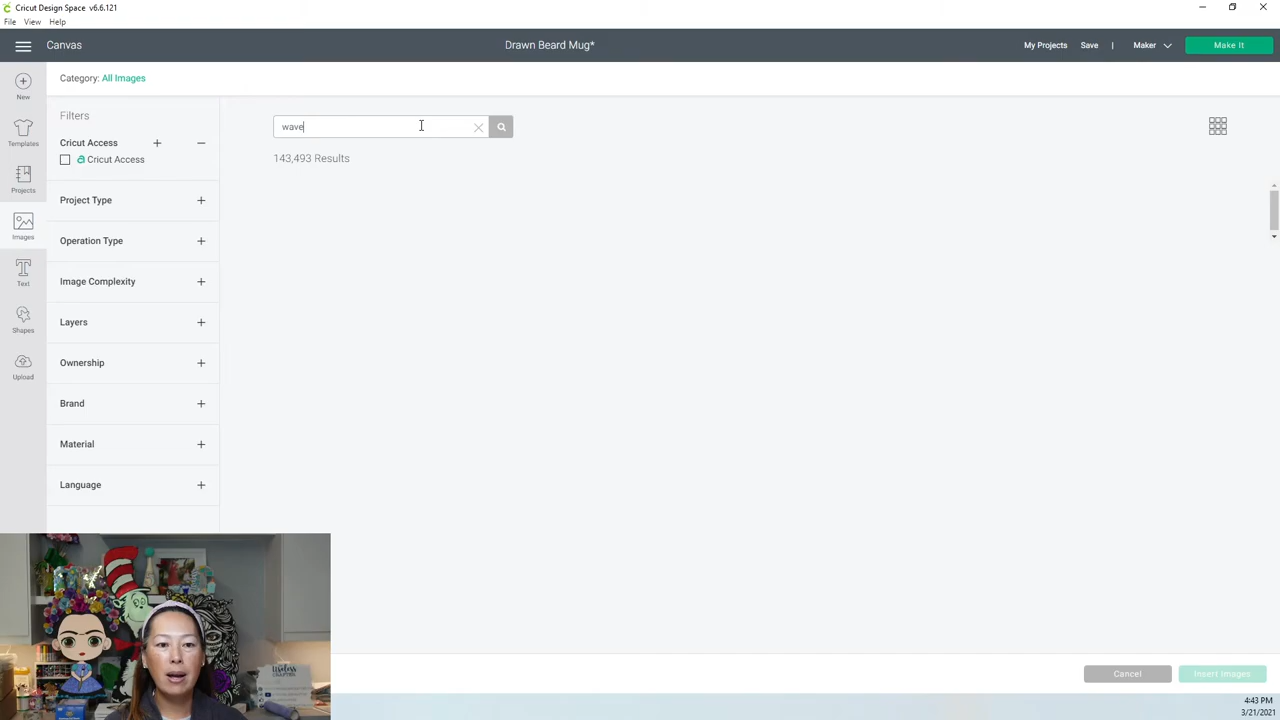 Cricut Design Space v6.6.121
File View Help
Canvas
Drawn Beard Mug*
My Projects Save | Maker Make It
New
Templates
Projects
Images
Text
Shapes
Upload
Category: All Images
Filters
Cricut Access
Cricut Access
Project Type
Operation Type
Image Complexity
Layers
Ownership
Brand
Material
Language
wave
143,493 Results
Cancel Insert Images
4:43 PM
3/21/2021